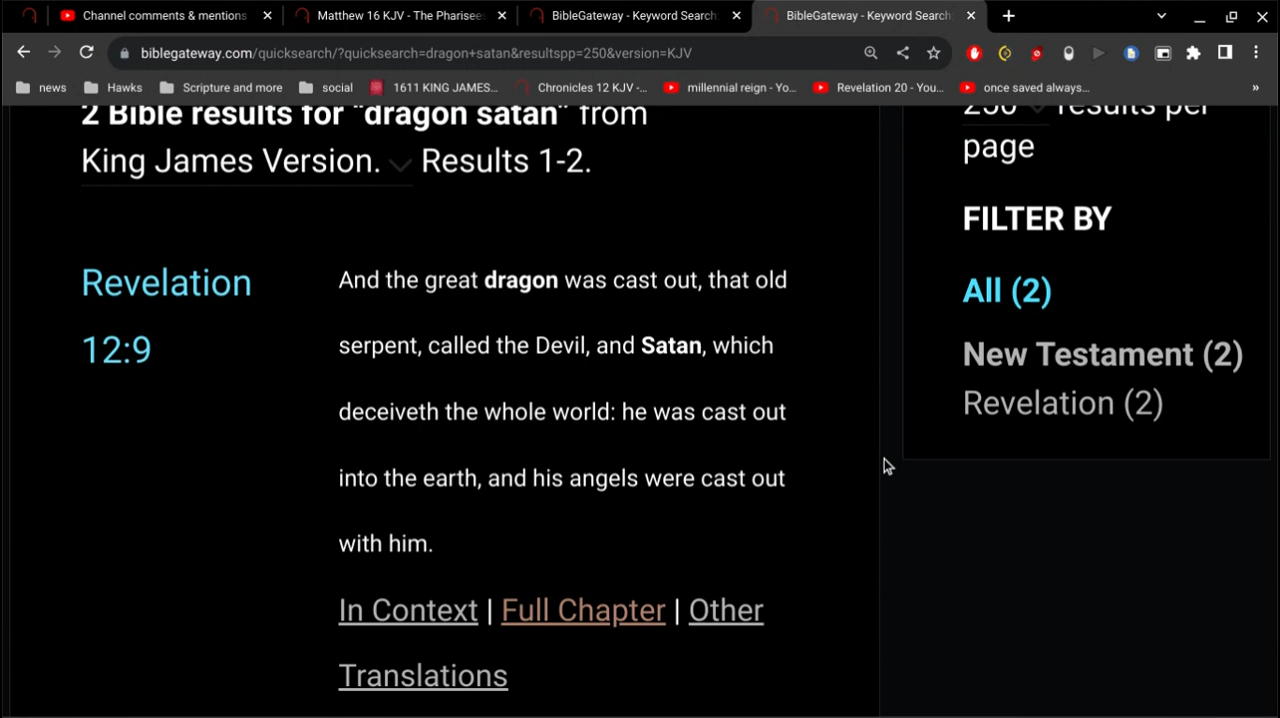 Channel comments & mentions
Matthew 16 KJV - The Pharisees
BibleGateway - Keyword Search:
BibleGateway - Keyword Search:
biblegateway.com/quicksearch/?quicksearch=dragon+satan&resultspp=250&version=KJV
news
Hawks
Scripture and more
social
1611 KING JAMES...
Chronicles 12 KJV -...
millennial reign - Yo...
Revelation 20 - You...
once saved always...
»
2 Bible results for “dragon satan” from
King James Version. Results 1-2.
Revelation
12:9
And the great dragon was cast out, that old
serpent, called the Devil, and Satan, which
deceiveth the whole world: he was cast out
into the earth, and his angels were cast out
with him.
In Context | Full Chapter | Other
Translations
250 results per
page
FILTER BY
All (2)
New Testament (2)
Revelation (2)